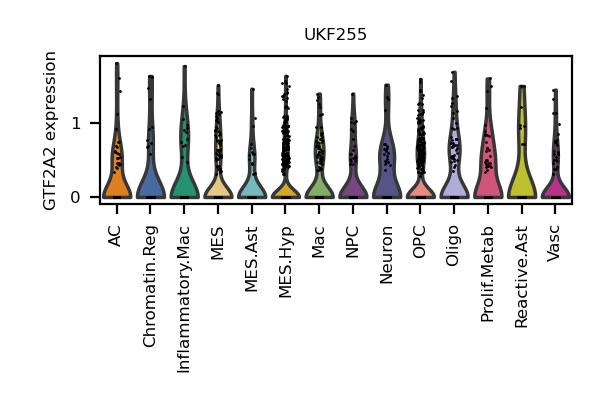 UKF255
GTF2A2 expression
1
0
AC
Chromatin.Reg
Inflammatory.Mac
MES
MES.Ast
MES.Hyp
Mac
NPC
Neuron
OPC
Oligo
Prolif.Metab
Reactive.Ast
Vasc